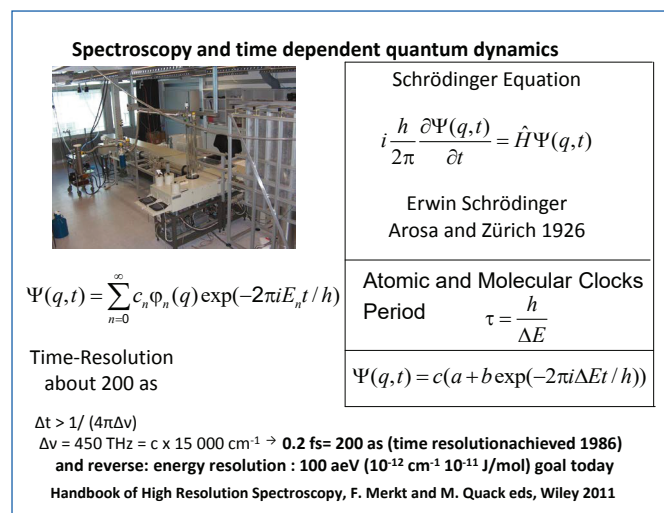 Spectroscopy and time dependent quantum dynamics
Schrödinger Equation
i h/2π ∂Ψ(q,t)/∂t = ĤΨ(q,t)
Erwin Schrödinger
Arosa and Zürich 1926
Ψ(q,t) = ∑_{n=0}^{∞} c_n φ_n(q) exp(−2πiE_n t / h)
Atomic and Molecular Clocks
Period τ = h/ΔE
Time-Resolution
about 200 as
Ψ(q,t) = c(a + b exp(−2πiΔEt / h))
Δt > 1/ (4πΔν)
Δν = 450 THz = c x 15 000 cm⁻¹ → 0.2 fs= 200 as (time resolutionachieved 1986)
and reverse: energy resolution : 100 aeV (10⁻¹² cm⁻¹ 10⁻¹¹ J/mol) goal today
Handbook of High Resolution Spectroscopy, F. Merkt and M. Quack eds, Wiley 2011